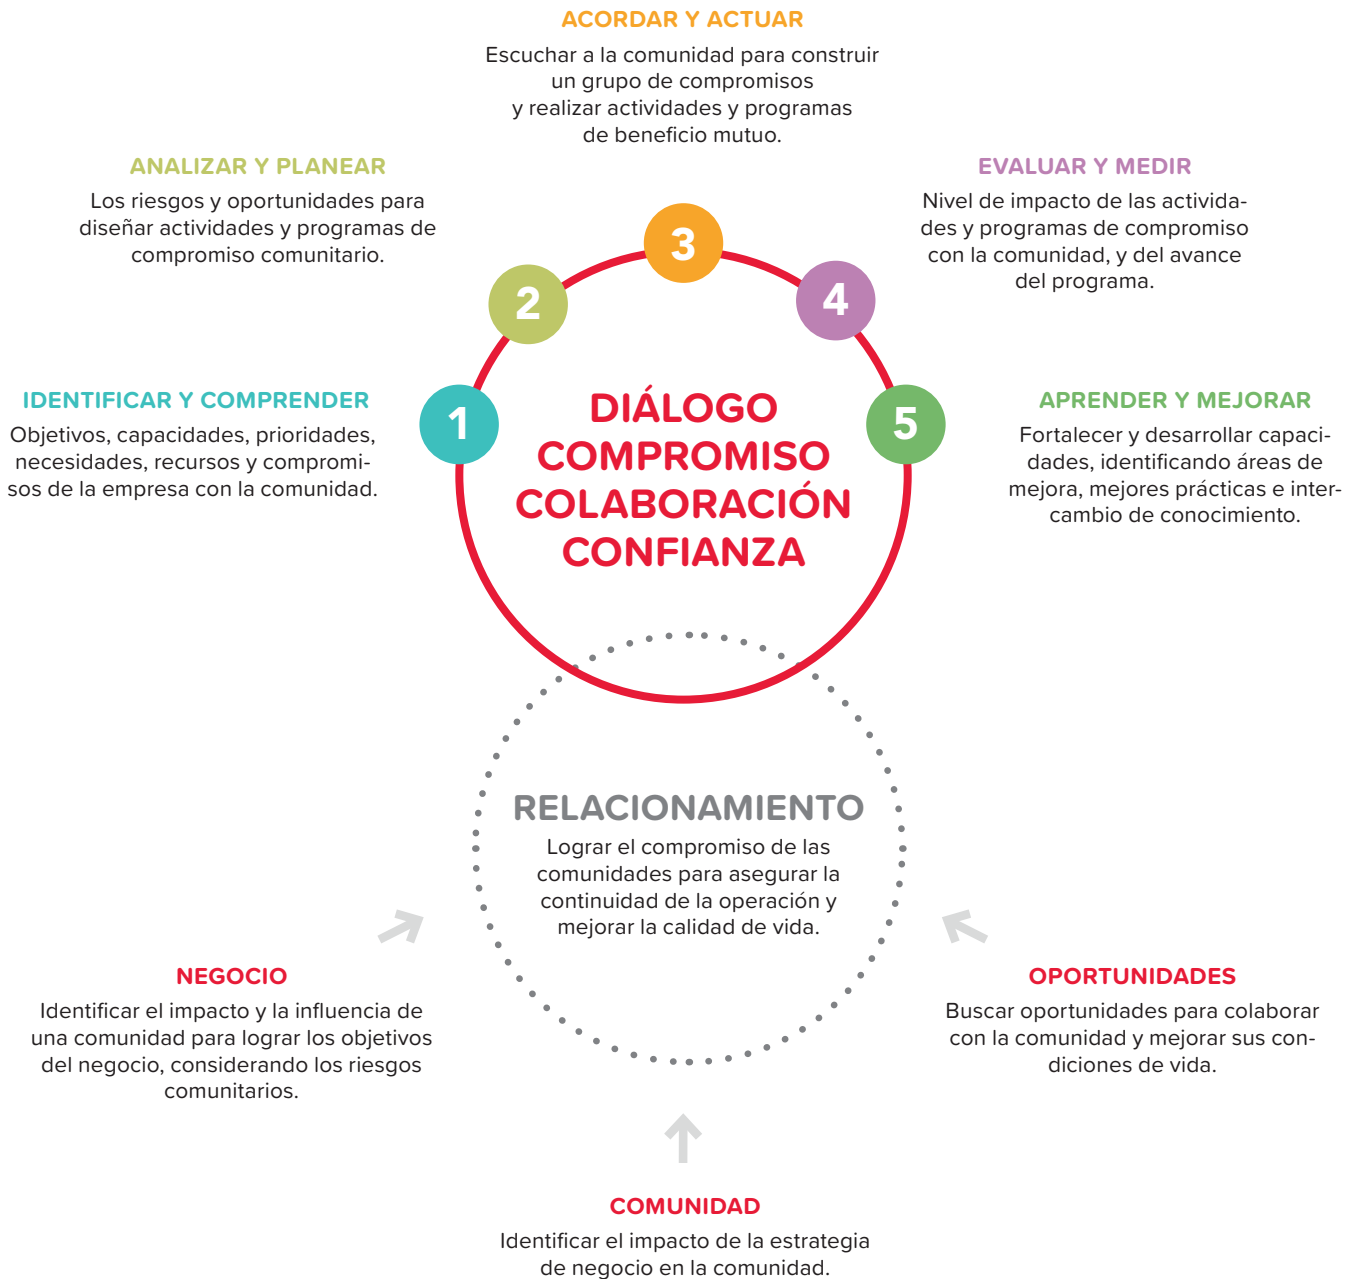 ACORDAR Y ACTUAR
Escuchar a la comunidad para construir
un grupo de compromisos
y realizar actividades y programas
de beneficio mutuo.
ANALIZAR Y PLANEAR
Los riesgos y oportunidades para
diseñar actividades y programas de
compromiso comunitario.
EVALUAR Y MEDIR
Nivel de impacto de las activida-
des y programas de compromiso
con la comunidad, y del avance
del programa.
3
2
4
IDENTIFICAR Y COMPRENDER
Objetivos, capacidades, prioridades,
necesidades, recursos y compromi-
sos de la empresa con la comunidad.
1
DIÁLOGO
COMPROMISO
COLABORACIÓN
CONFIANZA
5
APRENDER Y MEJORAR
Fortalecer y desarrollar capaci-
dades, identificando áreas de
mejora, mejores prácticas e inter-
cambio de conocimiento.
RELACIONAMIENTO
Lograr el compromiso de las
comunidades para asegurar la
continuidad de la operación y
mejorar la calidad de vida.
NEGOCIO
Identificar el impacto y la influencia de
una comunidad para lograr los objetivos
del negocio, considerando los riesgos
comunitarios.
OPORTUNIDADES
Buscar oportunidades para colaborar
con la comunidad y mejorar sus con-
diciones de vida.
COMUNIDAD
Identificar el impacto de la estrategia
de negocio en la comunidad.